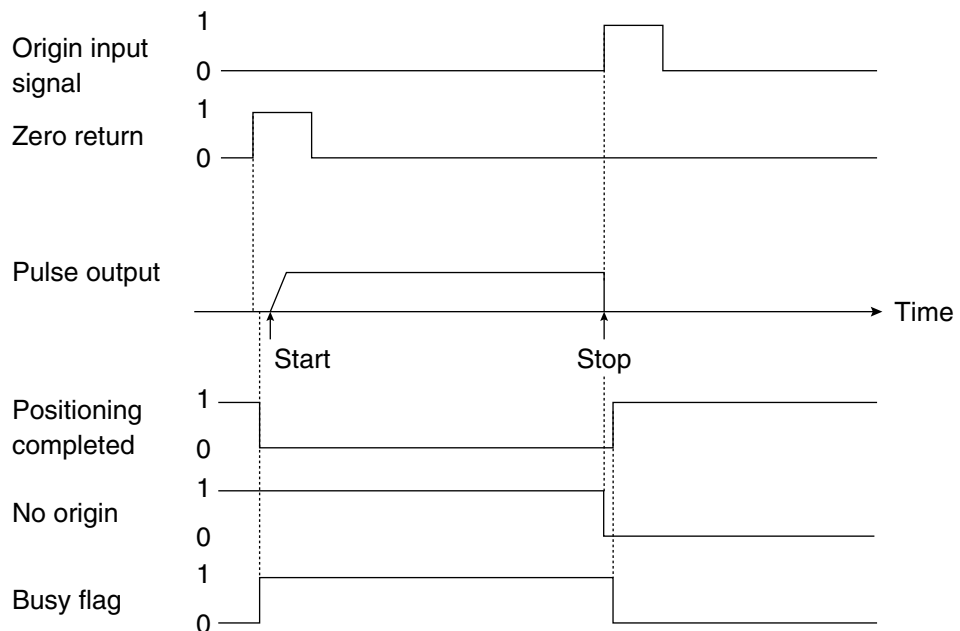 1
Origin input
signal
0
1
Zero return
0
Pulse output
Time
Start
Stop
1
Positioning
completed
0
1
No origin
0
1
Busy flag
0